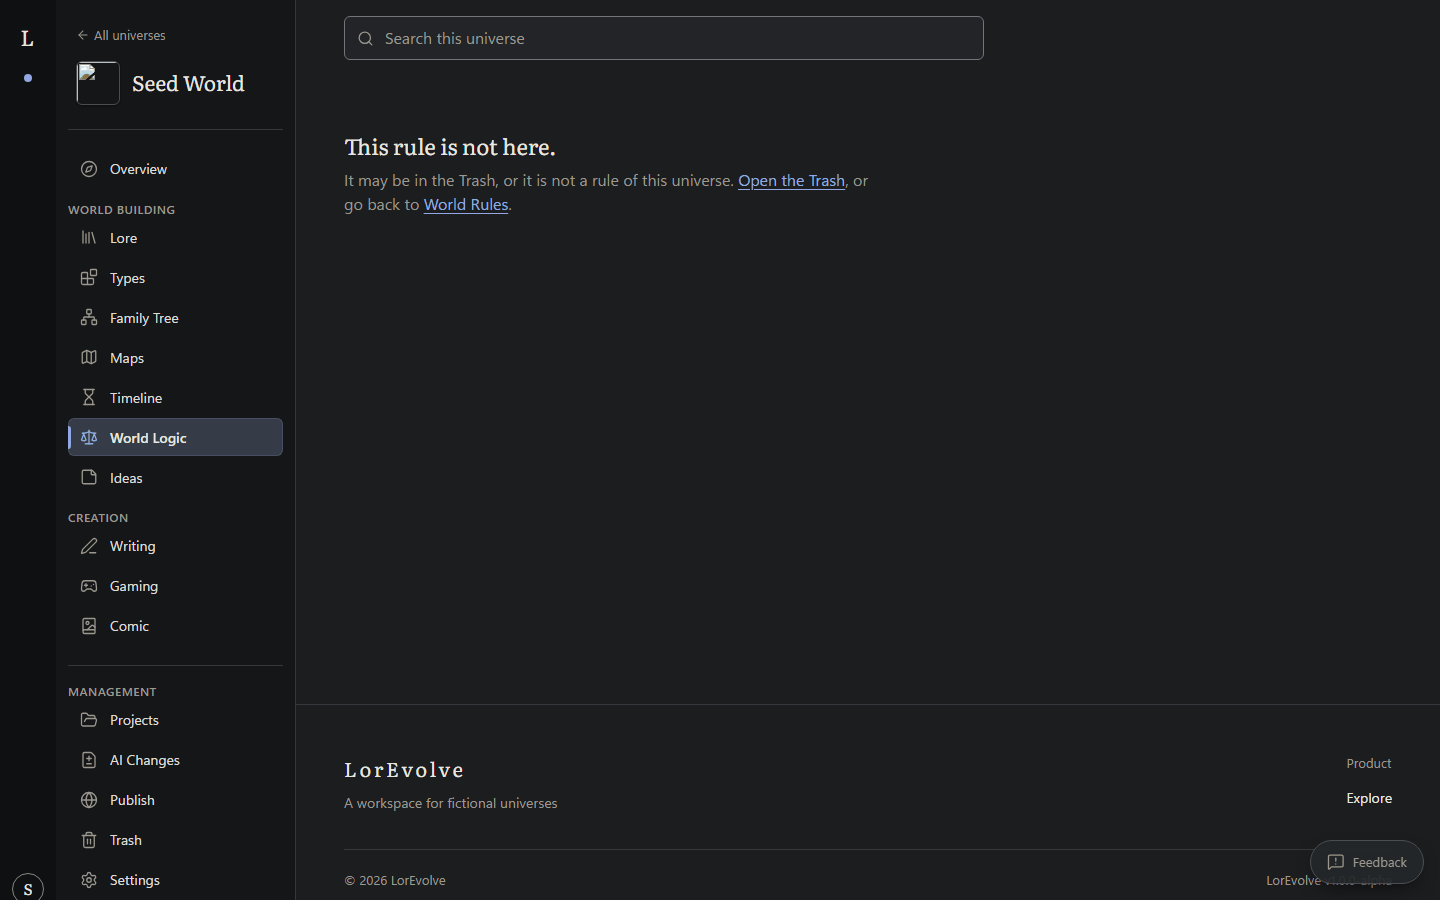 L
← All universes
Seed World
Overview
WORLD BUILDING
Lore
Types
Family Tree
Maps
Timeline
World Logic
Ideas
CREATION
Writing
Gaming
Comic
MANAGEMENT
Projects
AI Changes
Publish
Trash
Settings
S
Search this universe
This rule is not here.
It may be in the Trash, or it is not a rule of this universe. Open the Trash, or
go back to World Rules.
LorEvolve
A workspace for fictional universes
Product
Explore
© 2026 LorEvolve
LorEvolve
Feedback